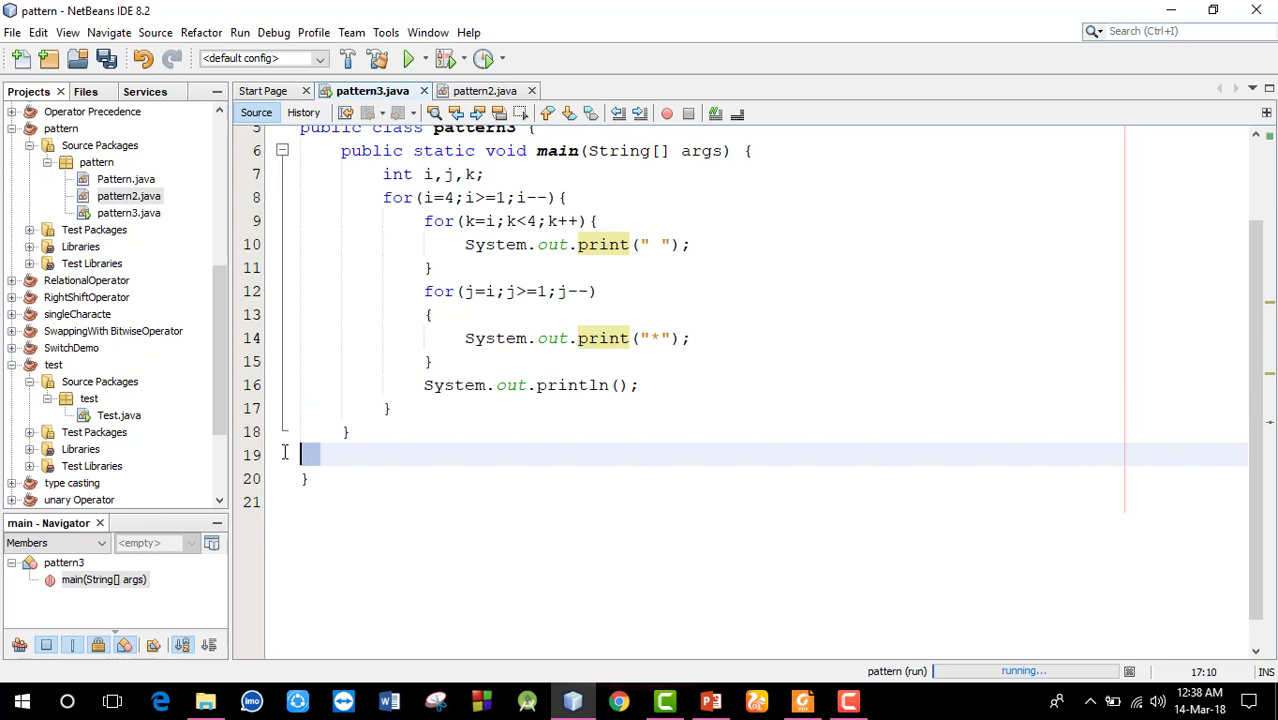 pattern - NetBeans IDE 8.2
File Edit View Navigate Source Refactor Run Debug Profile Team Tools Window Help
Search (Ctrl+I)
<default config>
Projects Files Services
Start Page pattern3.java pattern2.java
Source History
Operator Precedence
pattern
Source Packages
pattern
Pattern.java
pattern2.java
pattern3.java
Test Packages
Libraries
Test Libraries
RelationalOperator
RightShiftOperator
singleCharacte
SwappingWith BitwiseOperator
SwitchDemo
test
Source Packages
test
Test.java
Test Packages
Libraries
Test Libraries
type casting
unary Operator
5 public class pattern3 {
6 public static void main(String[] args) {
7 int i,j,k;
8 for(i=4;i>=1;i--){
9 for(k=i;k<4;k++){
10 System.out.print(" ");
11 }
12 for(j=i;j>=1;j--)
13 {
14 System.out.print("*");
15 }
16 System.out.println();
17 }
18 }
19
20 }
21
main - Navigator
Members <empty>
pattern3
main(String[] args)
pattern (run) running... 17:10 INS
imo
12:38 AM
14-Mar-18